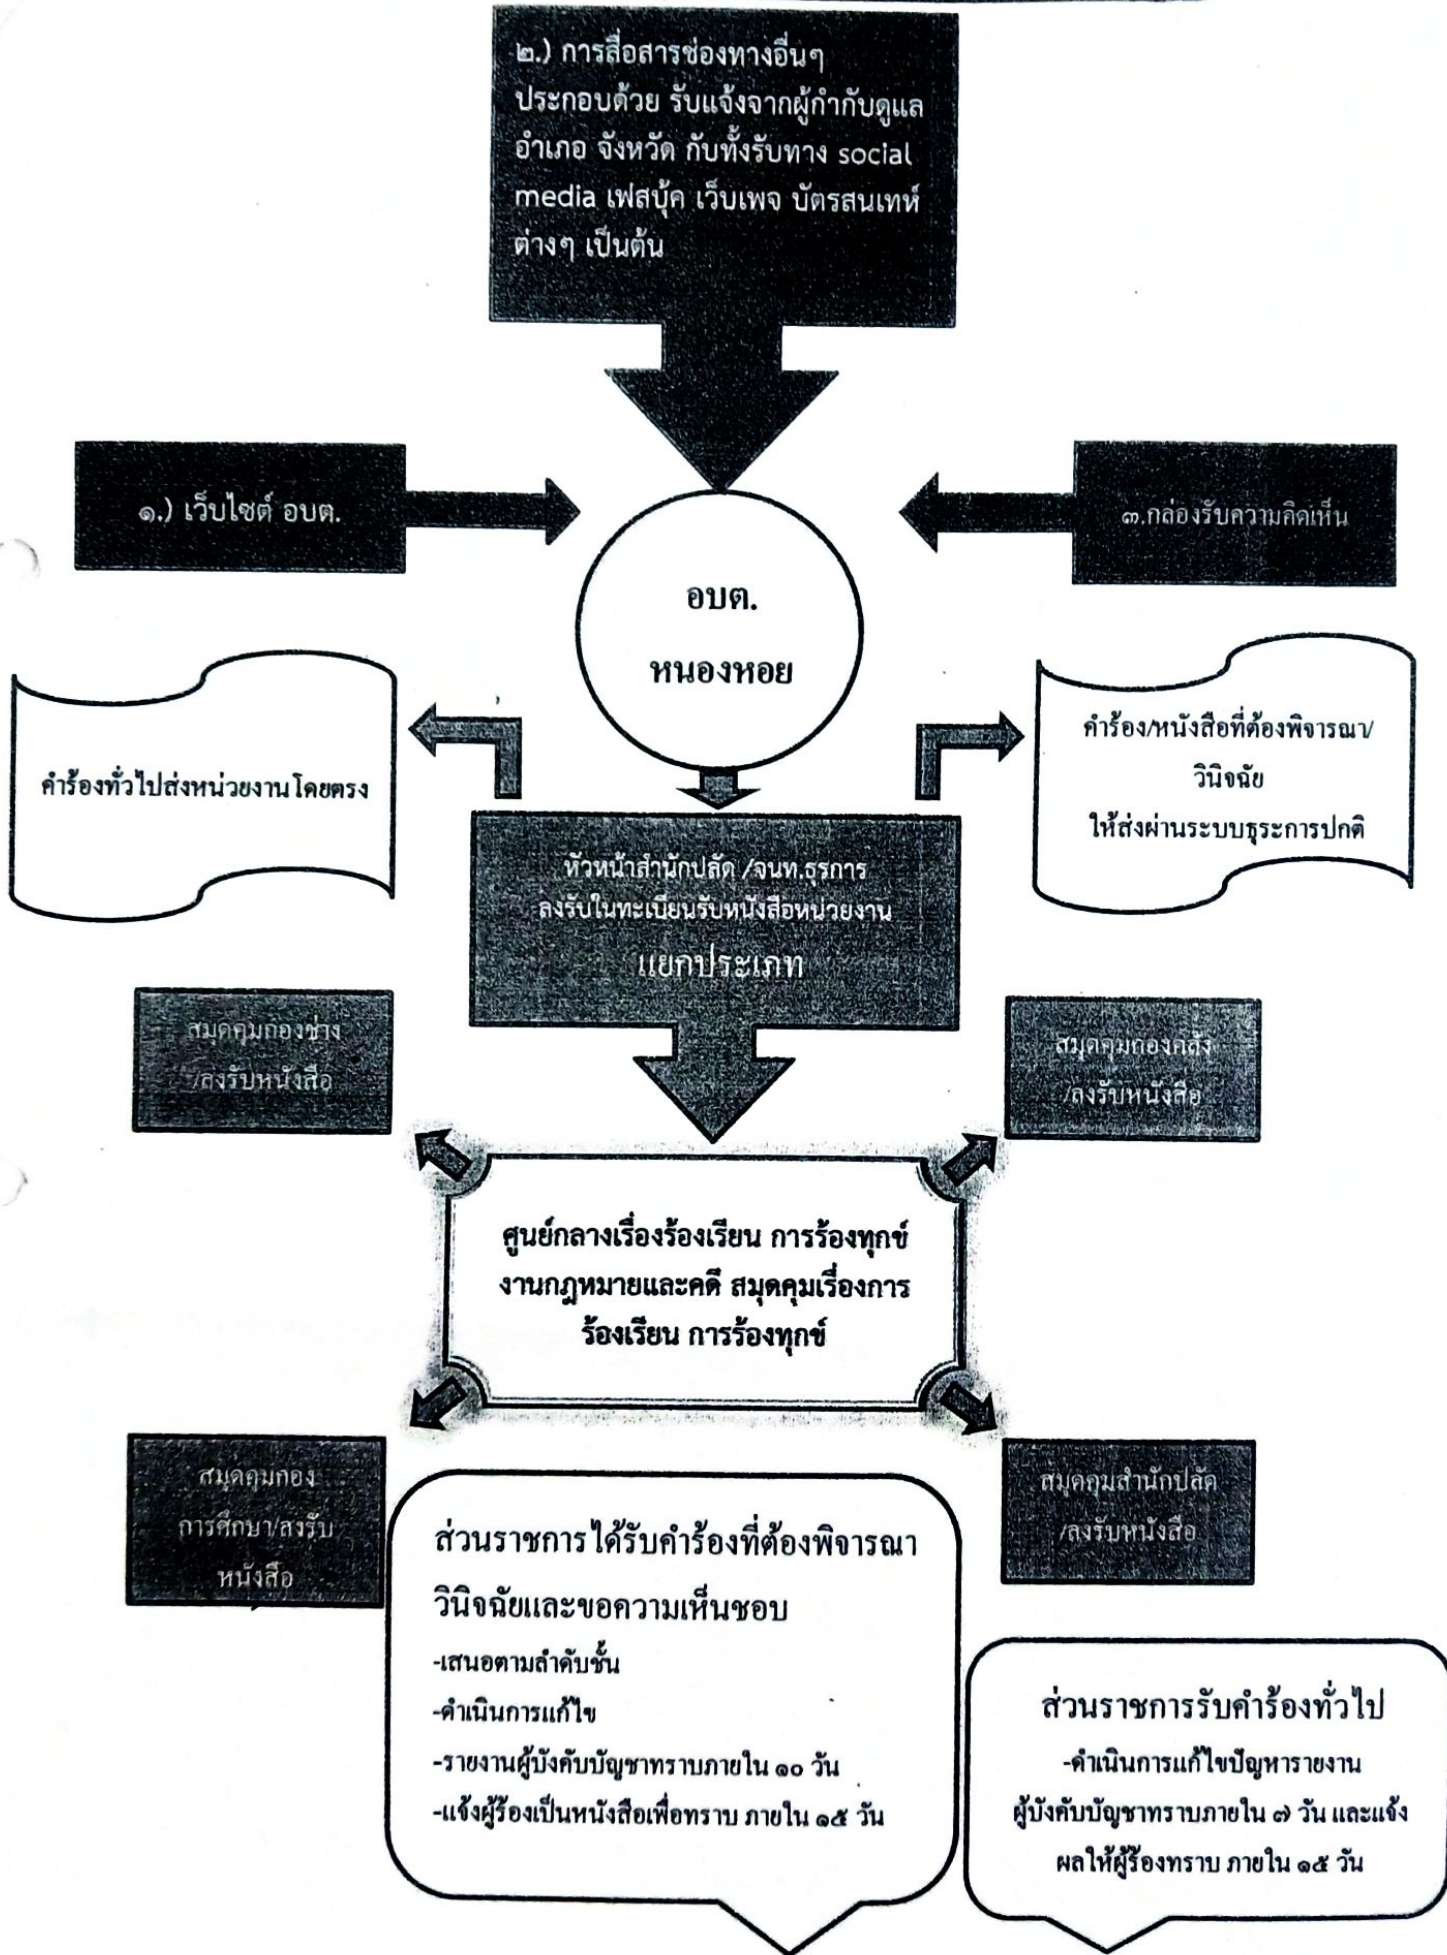 ๒.) การสื่อสารช่องทางอื่นๆ
ประกอบด้วย รับแจ้งจากผู้กำกับดูแล
อำเภอ จังหวัด กับทั้งรับทาง social
media เฟสบุ้ค เว็บเพจ บัตรสนเทห์
ต่างๆ เป็นต้น
๑.) เว็บไซต์ อบต.
๓.กล่องรับความคิดเห็น
อบต.
หนองหอย
คำร้องทั่วไปส่งหน่วยงานโดยตรง
คำร้อง/หนังสือที่ต้องพิจารณา/
วินิจฉัย
ให้ส่งผ่านระบบธุระการปกติ
หัวหน้าสำนักปลัด /จนท.ธุรการ
ลงรับในทะเบียนรับหนังสือหน่วยงาน
แยกประเภท
สมุดคุมกองช่าง
/ลงรับหนังสือ
สมุดคุมกองคลัง
/ลงรับหนังสือ
ศูนย์กลางเรื่องร้องเรียน การร้องทุกข์
งานกฎหมายและคดี สมุดคุมเรื่องการ
ร้องเรียน การร้องทุกข์
สมุดคุมกอง
การศึกษา/ลงรับ
หนังสือ
สมุดคุมสำนักปลัด
/ลงรับหนังสือ
ส่วนราชการได้รับคำร้องที่ต้องพิจารณา
วินิจฉัยและขอความเห็นชอบ
-เสนอตามลำดับชั้น
-ดำเนินการแก้ไข
-รายงานผู้บังคับบัญชาทราบภายใน ๑๐ วัน
-แจ้งผู้ร้องเป็นหนังสือเพื่อทราบ ภายใน ๑๕ วัน
ส่วนราชการรับคำร้องทั่วไป
-ดำเนินการแก้ไขปัญหารายงาน
ผู้บังคับบัญชาทราบภายใน ๗ วัน และแจ้ง
ผลให้ผู้ร้องทราบ ภายใน ๑๕ วัน